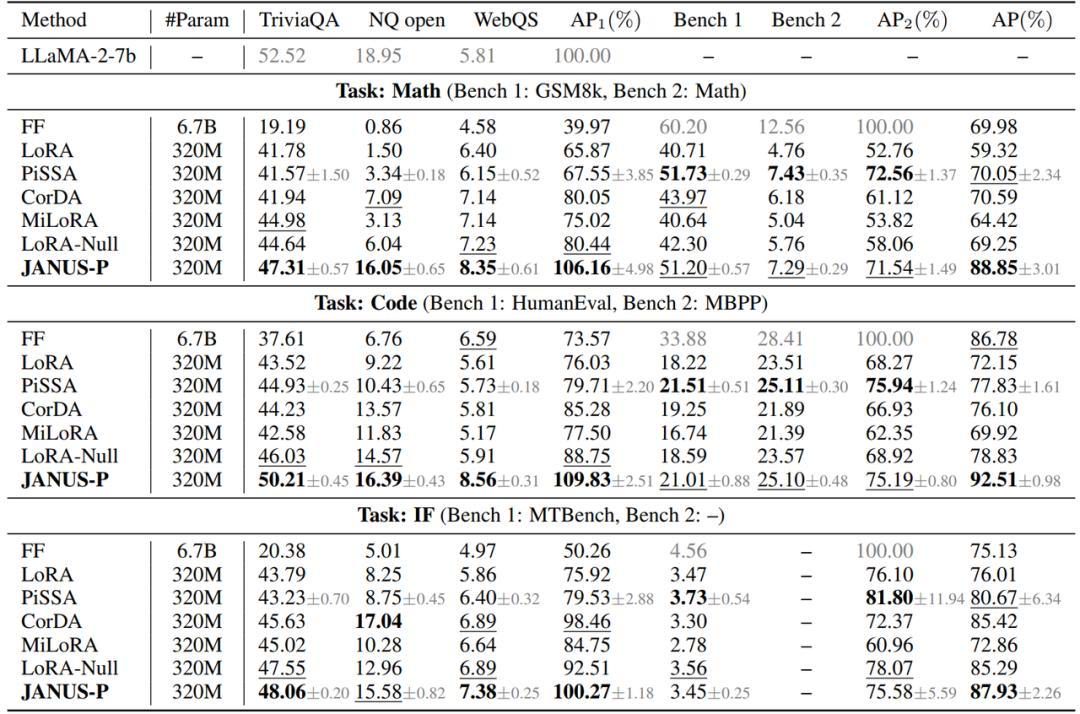 Method #Param TriviaQA NQ open WebQS AP₁(%) Bench 1 Bench 2 AP₂(%) AP(%)
LLaMA-2-7b – 52.52 18.95 5.81 100.00 – – – –
Task: Math (Bench 1: GSM8k, Bench 2: Math)
FF 6.7B 19.19 0.86 4.58 39.97 60.20 12.56 100.00 69.98
LoRA 320M 41.78 1.50 6.40 65.87 40.71 4.76 52.76 59.32
PiSSA 320M 41.57±1.50 3.34±0.18 6.15±0.52 67.55±3.85 51.73±0.29 7.43±0.35 72.56±1.37 70.05±2.34
CorDA 320M 41.94 7.09 7.14 80.05 43.97 6.18 61.12 70.59
MiLoRA 320M 44.98 3.13 7.14 75.02 40.64 5.04 53.82 64.42
LoRA-Null 320M 44.64 6.04 7.23 80.44 42.30 5.76 58.06 69.25
JANUS-P 320M 47.31±0.57 16.05±0.65 8.35±0.61 106.16±4.98 51.20±0.57 7.29±0.29 71.54±1.49 88.85±3.01
Task: Code (Bench 1: HumanEval, Bench 2: MBPP)
FF 6.7B 37.61 6.76 6.59 73.57 33.88 28.41 100.00 86.78
LoRA 320M 43.52 9.22 5.61 76.03 18.22 23.51 68.27 72.15
PiSSA 320M 44.93±0.25 10.43±0.65 5.73±0.18 79.71±2.20 21.51±0.51 25.11±0.30 75.94±1.24 77.83±1.61
CorDA 320M 44.23 13.57 5.81 85.28 19.25 21.89 66.93 76.10
MiLoRA 320M 42.58 11.83 5.17 77.50 16.74 21.39 62.35 69.92
LoRA-Null 320M 46.03 14.57 5.91 88.75 18.59 23.57 68.92 78.83
JANUS-P 320M 50.21±0.45 16.39±0.43 8.56±0.31 109.83±2.51 21.01±0.88 25.10±0.48 75.19±0.80 92.51±0.98
Task: IF (Bench 1: MTBench, Bench 2: –)
FF 6.7B 20.38 5.01 4.97 50.26 4.56 – 100.00 75.13
LoRA 320M 43.79 8.25 5.86 75.92 3.47 – 76.10 76.01
PiSSA 320M 43.23±0.70 8.75±0.45 6.40±0.32 79.53±2.88 3.73±0.54 – 81.80±11.94 80.67±6.34
CorDA 320M 45.63 17.04 6.89 98.46 3.30 – 72.37 85.42
MiLoRA 320M 45.02 10.28 6.64 84.75 2.78 – 60.96 72.86
LoRA-Null 320M 47.55 12.96 6.89 92.51 3.56 – 78.07 85.29
JANUS-P 320M 48.06±0.20 15.58±0.82 7.38±0.25 100.27±1.18 3.45±0.25 – 75.58±5.59 87.93±2.26